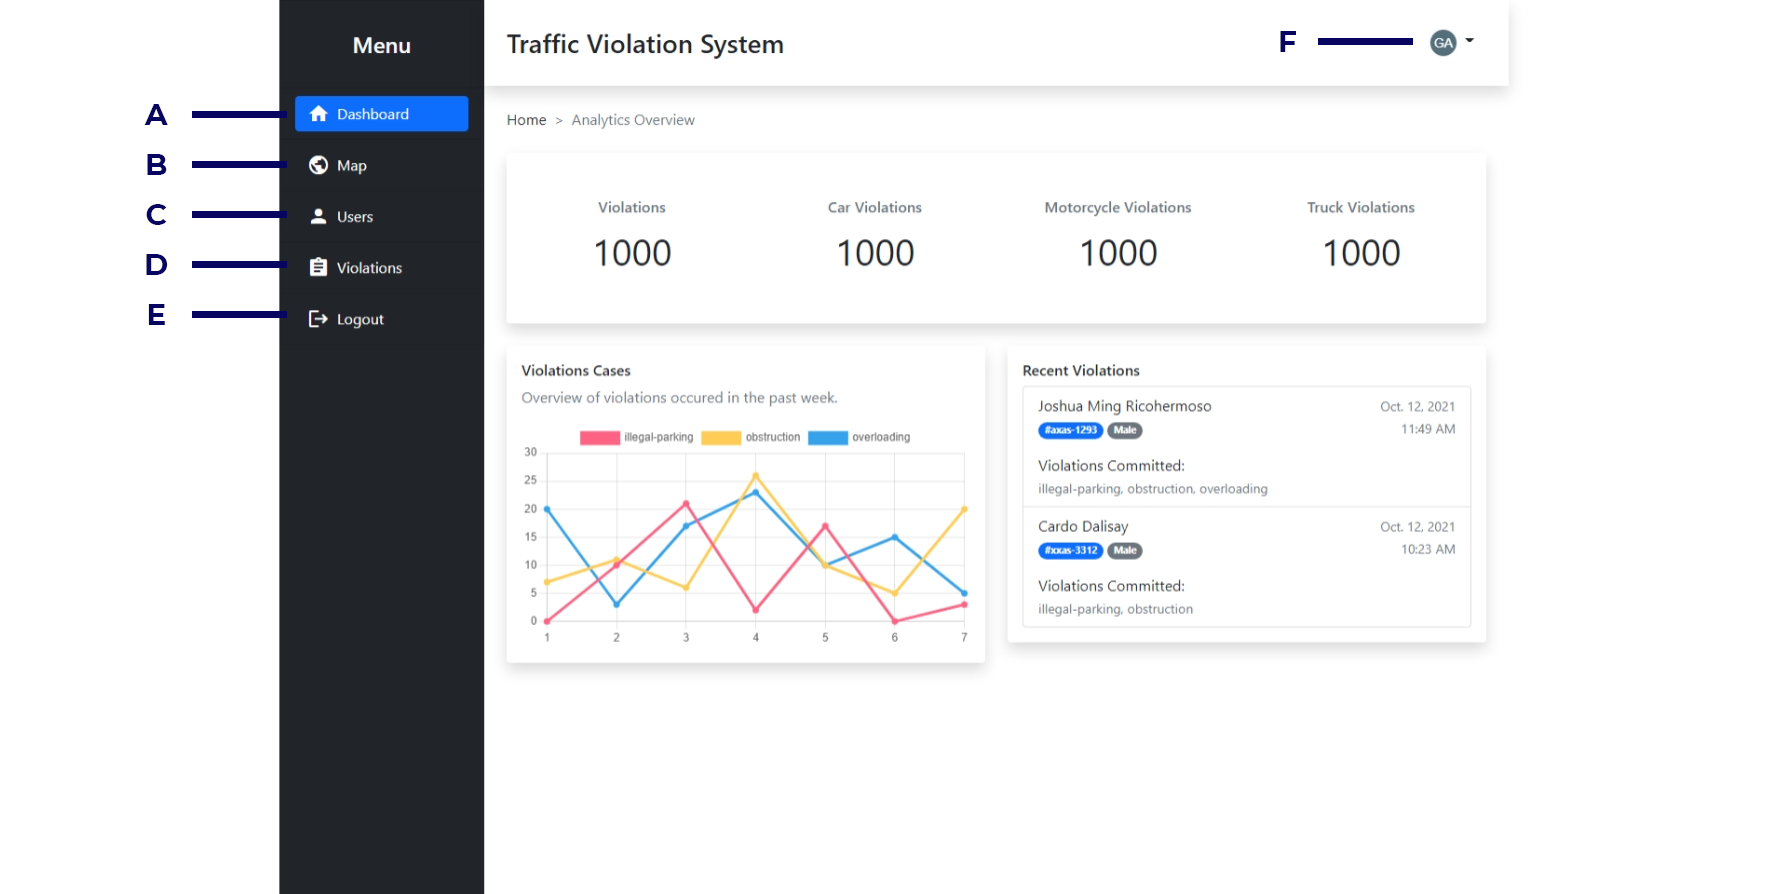 Menu
Traffic Violation System
F
GA
A
Dashboard
Home > Analytics Overview
B
Map
C
Users
D
Violations
E
Logout
Violations
Car Violations
Motorcycle Violations
Truck Violations
1000
1000
1000
1000
Violations Cases
Overview of violations occured in the past week.
illegal-parking
obstruction
overloading
30
25
20
15
10
5
0
1
2
3
4
5
6
7
Recent Violations
Joshua Ming Ricohermoso
Oct. 12, 2021
#axas-1293
Male
11:49 AM
Violations Committed:
illegal-parking, obstruction, overloading
Cardo Dalisay
Oct. 12, 2021
#xxas-3312
Male
10:23 AM
Violations Committed:
illegal-parking, obstruction